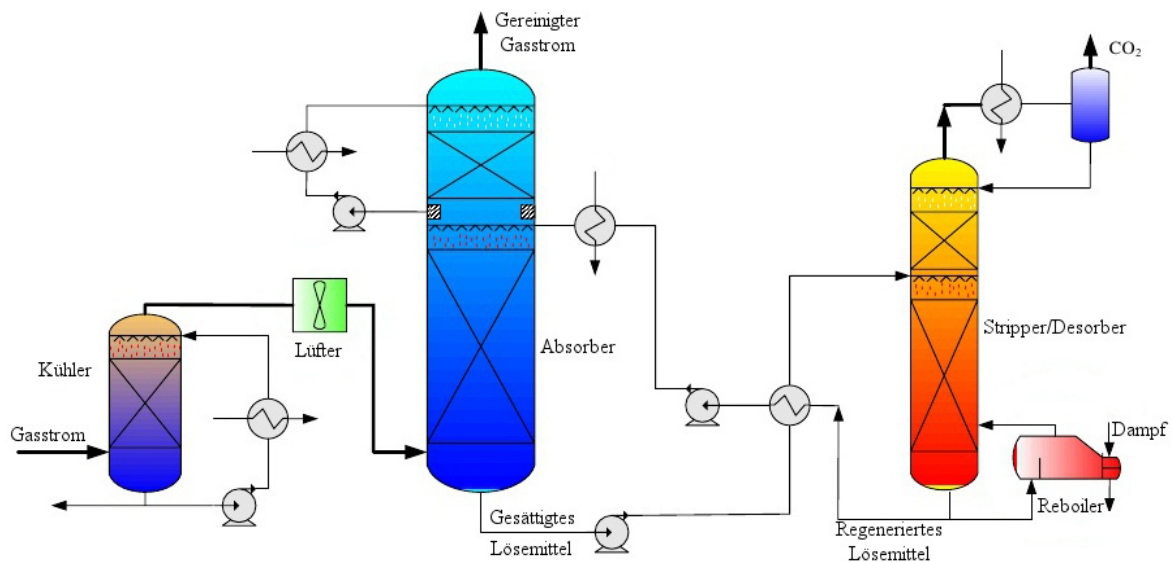 Gereinigter
Gasstrom
CO₂
Kühler
Lüfter
Absorber
Stripper/Desorber
Gasstrom
Dampf
Reboiler
Gesättigtes
Lösemittel
Regeneriertes
Lösemittel